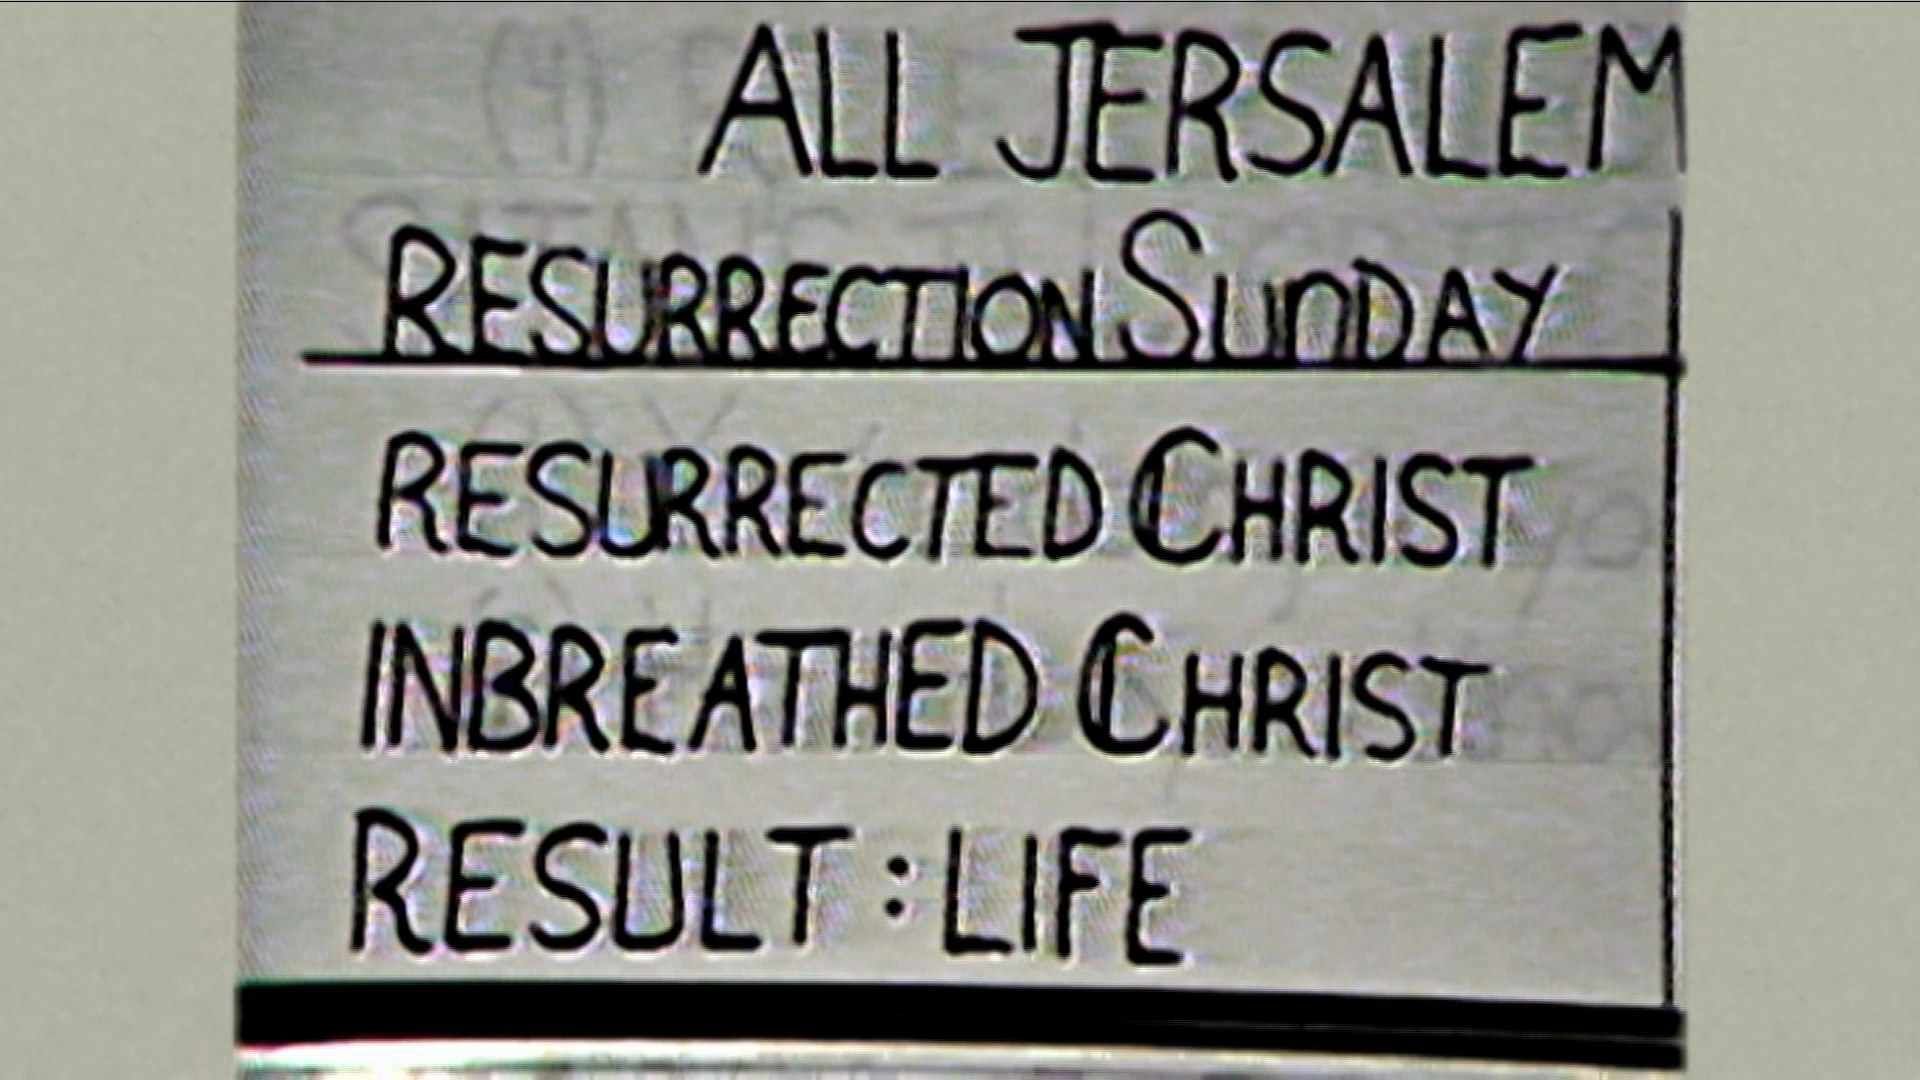 ALL JERSALEM
RESURRECTION SUNDAY
RESURRECTED CHRIST
INBREATHED CHRIST
RESULT : LIFE